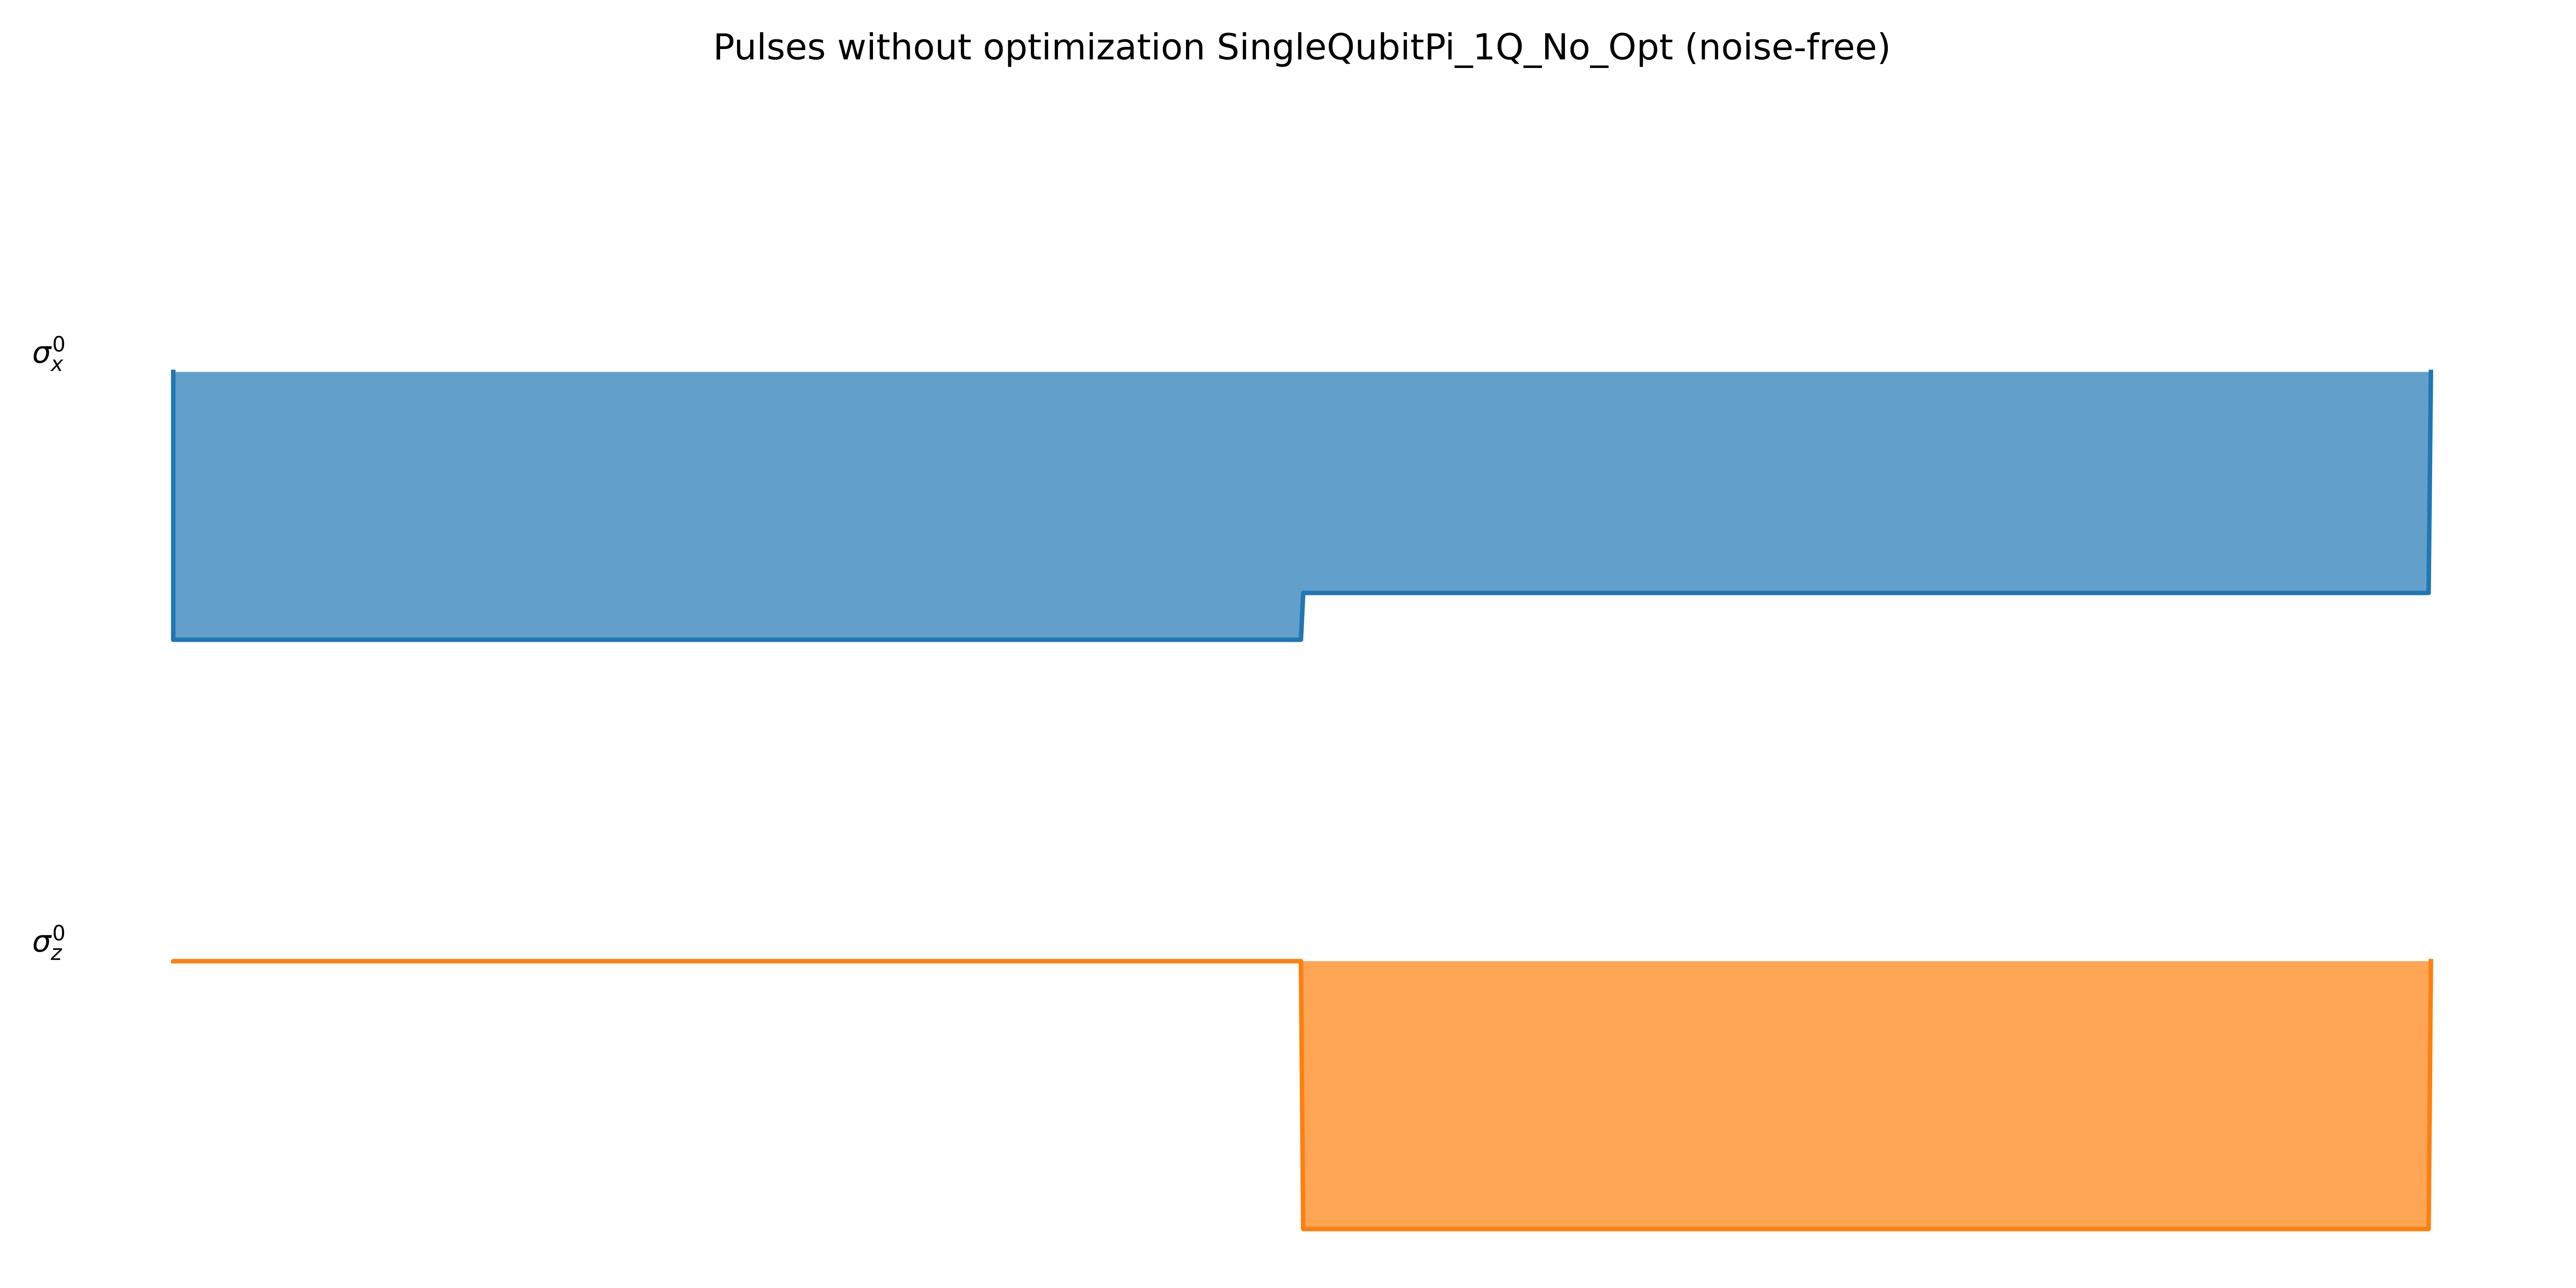 Pulses without optimization SingleQubitPi_1Q_No_Opt (noise-free)
σ_x^0
σ_z^0